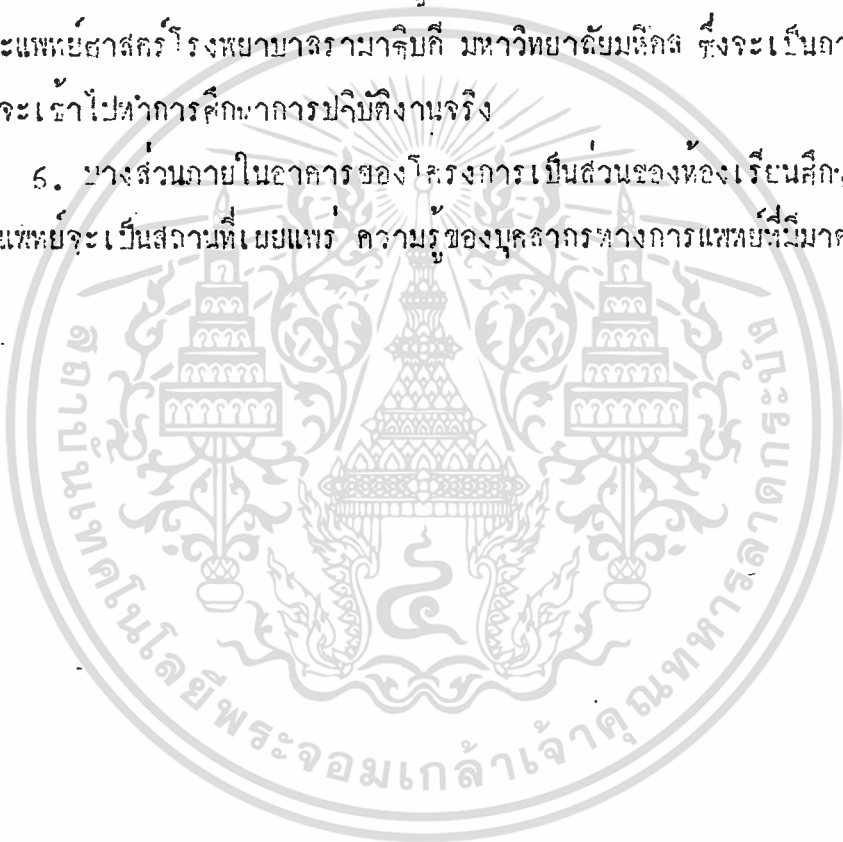 ะแพทย์ศาสตร์โรงพยาบาลรามาธิบดี มหาวิทยาลัยมหิดล ซึ่งจะเป็นกา
จะเข้าไปทำการศึกษาการปฏิบัติงานจริง
6. บางส่วนภายในอาคารของโครงการเป็นส่วนของห้องเรียนศึกษ
แพทย์จะเป็นสถานที่เผยแพร่ ความรู้ของบุคลากรทางการแพทย์ที่มีมาต
สถาบันเทคโนโลยีพระจอมเกล้าเจ้าคุณทหารลาดกระบัง